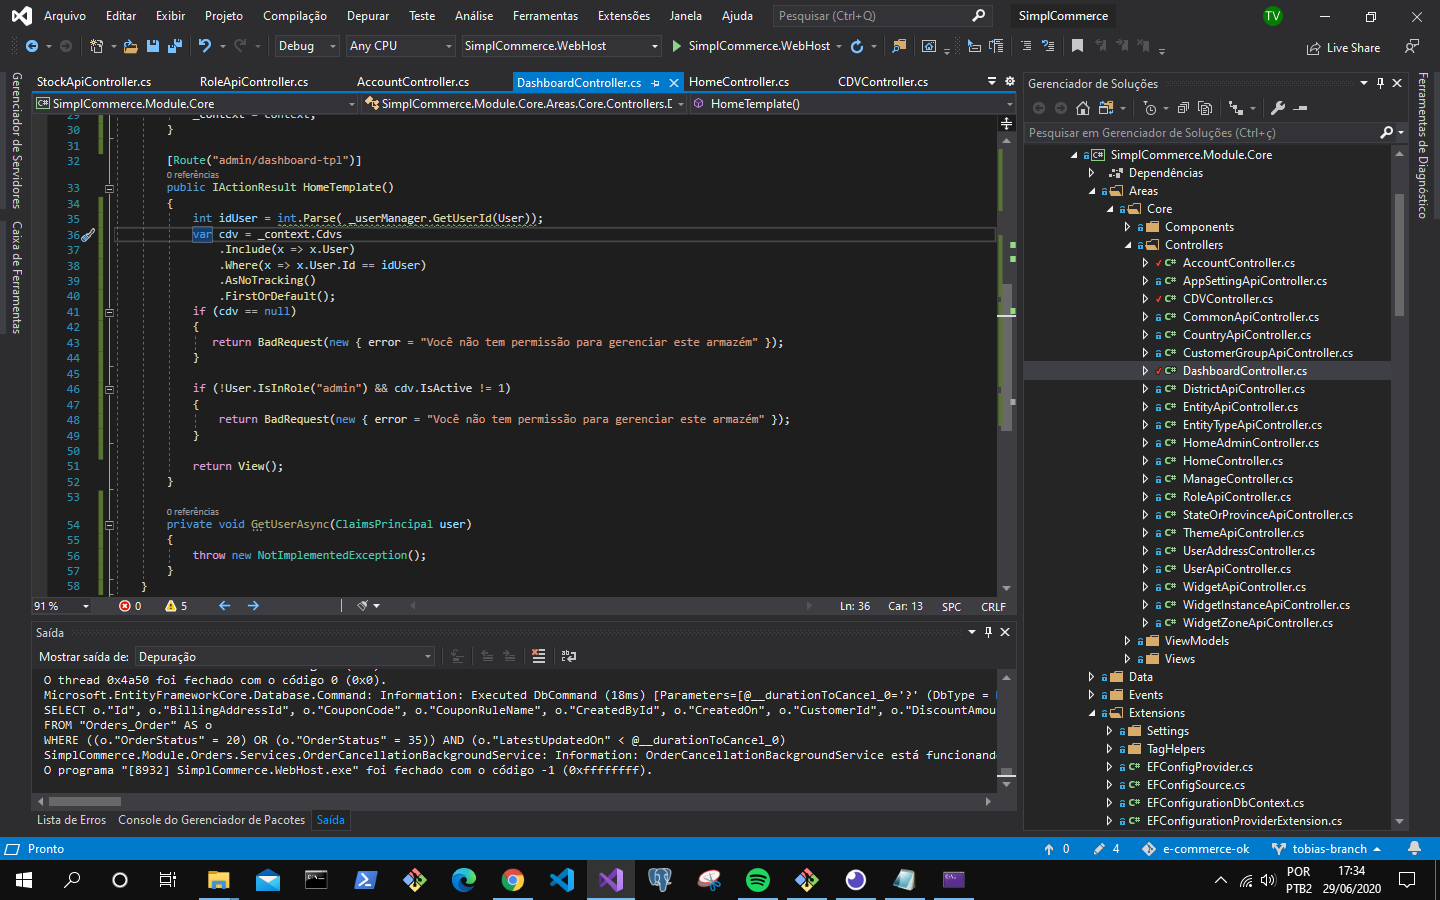 Arquivo Editar Exibir Projeto Compilação Depurar Teste Análise Ferramentas Extensões Janela Ajuda Pesquisar (Ctrl+Q) SimplCommerce TV
Debug Any CPU SimplCommerce.WebHost SimplCommerce.WebHost Live Share
StockApiController.cs RoleApiController.cs AccountController.cs DashboardController.cs HomeController.cs CDVController.cs
SimplCommerce.Module.Core SimplCommerce.Module.Core.Areas.Core.Controllers.D HomeTemplate()
29 _context = context;
30 }
31
32 [Route("admin/dashboard-tpl")]
0 referências
33 public IActionResult HomeTemplate()
34 {
35 int idUser = int.Parse( _userManager.GetUserId(User));
36 var cdv = _context.Cdvs
37 .Include(x => x.User)
38 .Where(x => x.User.Id == idUser)
39 .AsNoTracking()
40 .FirstOrDefault();
41 if (cdv == null)
42 {
43 return BadRequest(new { error = "Você não tem permissão para gerenciar este armazém" });
44 }
45
46 if (!User.IsInRole("admin") && cdv.IsActive != 1)
47 {
48 return BadRequest(new { error = "Você não tem permissão para gerenciar este armazém" });
49 }
50
51 return View();
52 }
53
0 referências
54 private void GetUserAsync(ClaimsPrincipal user)
55 {
56 throw new NotImplementedException();
57 }
58 }
91 % 0 5 Ln: 36 Car: 13 SPC CRLF
Saída
Mostrar saída de: Depuração
O thread 0x4a50 foi fechado com o código 0 (0x0).
Microsoft.EntityFrameworkCore.Database.Command: Information: Executed DbCommand (18ms) [Parameters=[@__durationToCancel_0='?' (DbType =
SELECT o."Id", o."BillingAddressId", o."CouponCode", o."CouponRuleName", o."CreatedById", o."CreatedOn", o."CustomerId", o."DiscountAmou
FROM "Orders_Order" AS o
WHERE ((o."OrderStatus" = 20) OR (o."OrderStatus" = 35)) AND (o."LatestUpdatedOn" < @__durationToCancel_0)
SimplCommerce.Module.Orders.Services.OrderCancellationBackgroundService: Information: OrderCancellationBackgroundService está funcionand
O programa "[8932] SimplCommerce.WebHost.exe" foi fechado com o código -1 (0xffffffff).
Lista de Erros Console do Gerenciador de Pacotes Saída
Gerenciador de Servidores
Caixa de Ferramentas
Gerenciador de Soluções
Pesquisar em Gerenciador de Soluções (Ctrl+ç)
SimplCommerce.Module.Core
Dependências
Areas
Core
Components
Controllers
C# AccountController.cs
C# AppSettingApiController.cs
C# CDVController.cs
C# CommonApiController.cs
C# CountryApiController.cs
C# CustomerGroupApiController.cs
C# DashboardController.cs
C# DistrictApiController.cs
C# EntityApiController.cs
C# EntityTypeApiController.cs
C# HomeAdminController.cs
C# HomeController.cs
C# ManageController.cs
C# RoleApiController.cs
C# StateOrProvinceApiController.cs
C# ThemeApiController.cs
C# UserAddressController.cs
C# UserApiController.cs
C# WidgetApiController.cs
C# WidgetInstanceApiController.cs
C# WidgetZoneApiController.cs
ViewModels
Views
Data
Events
Extensions
Settings
TagHelpers
C# EFConfigProvider.cs
C# EFConfigSource.cs
C# EFConfigurationDbContext.cs
C# EFConfigurationProviderExtension.cs
Ferramentas de Diagnóstico
Pronto 0 4 e-commerce-ok tobias-branch
POR
PTB2
17:34
29/06/2020